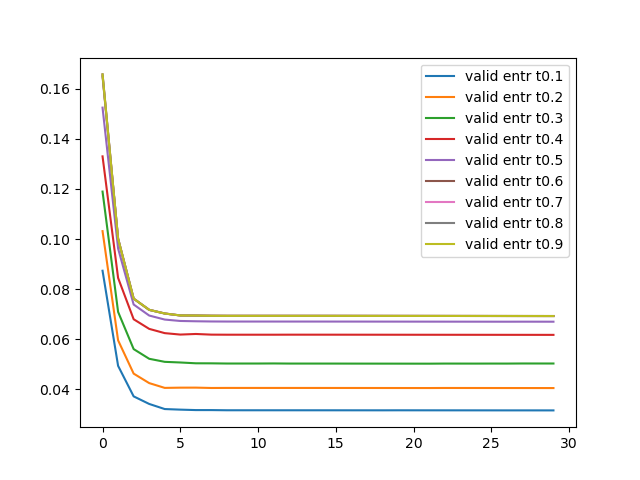 valid entr t0.1
valid entr t0.2
valid entr t0.3
valid entr t0.4
valid entr t0.5
valid entr t0.6
valid entr t0.7
valid entr t0.8
valid entr t0.9
0.16
0.14
0.12
0.10
0.08
0.06
0.04
0 5 10 15 20 25 30